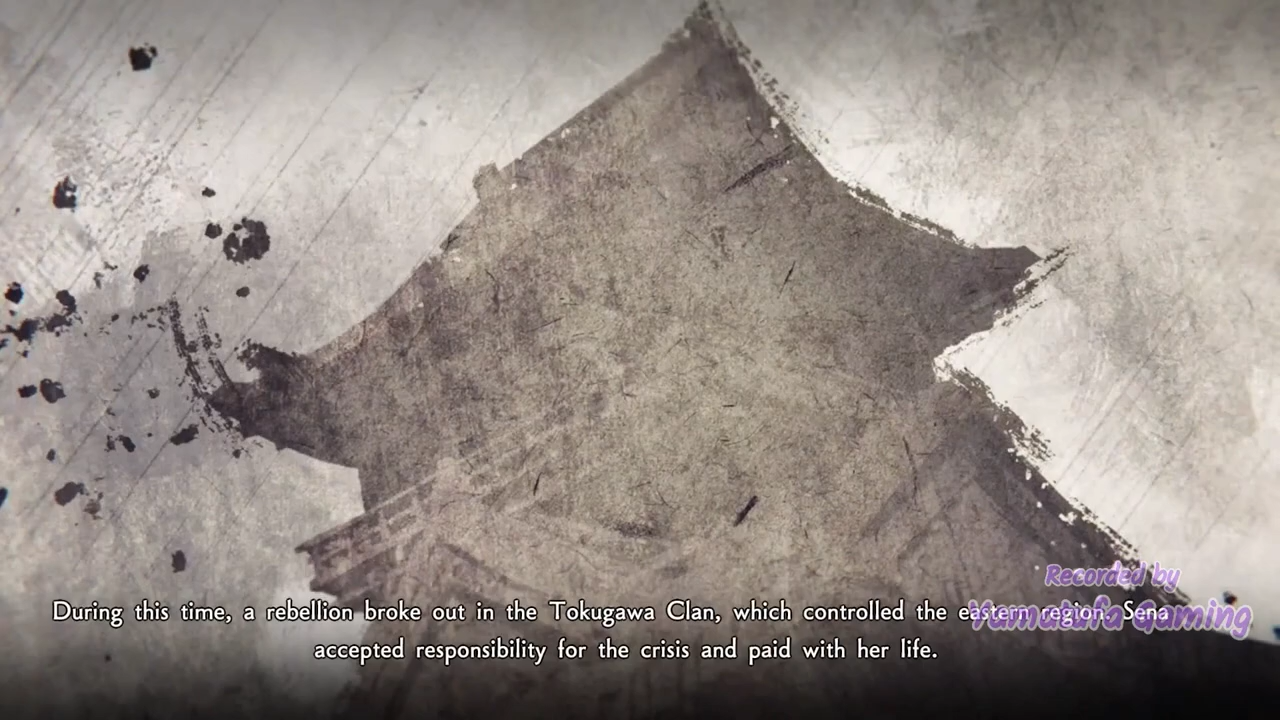 Recorded by
Yamatafa Gaming
During this time, a rebellion broke out in the Tokugawa Clan, which controlled the eastern region. Sena
accepted responsibility for the crisis and paid with her life.